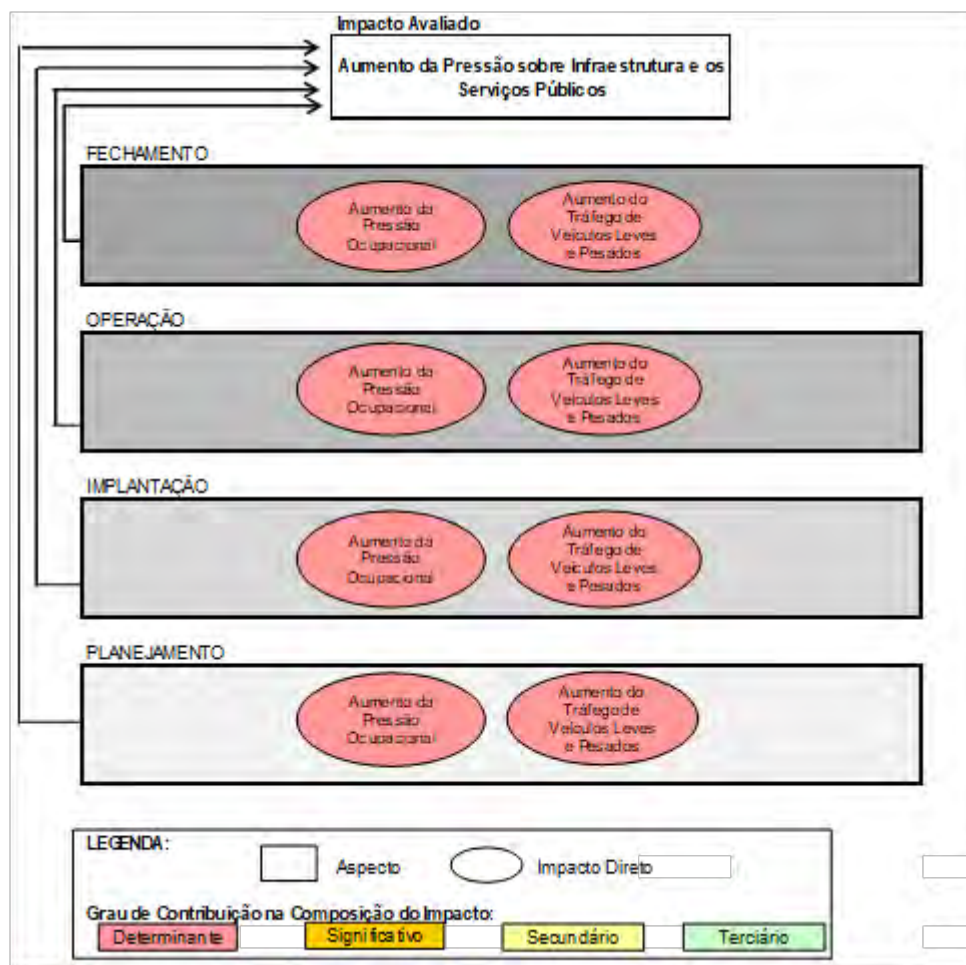 Impacto Avaliado
Aumento da Pressão sobre Infraestrutura e os
Serviços Públicos
FECHAMENTO
Aumento da
Pressão
Ocupacional
Aumento do
Tráfego de
Veículos Leves
e Pesados
OPERAÇÃO
Aumento da
Pressão
Ocupacional
Aumento do
Tráfego de
Veículos Leves
e Pesados
IMPLANTAÇÃO
Aumento da
Pressão
Ocupacional
Aumento do
Tráfego de
Veículos Leves
e Pesados
PLANEJAMENTO
Aumento da
Pressão
Ocupacional
Aumento do
Tráfego de
Veículos Leves
e Pesados
LEGENDA:
Aspecto
Impacto Direto
Grau de Contribuição na Composição do Impacto:
Determinante
Significativo
Secundário
Terciário